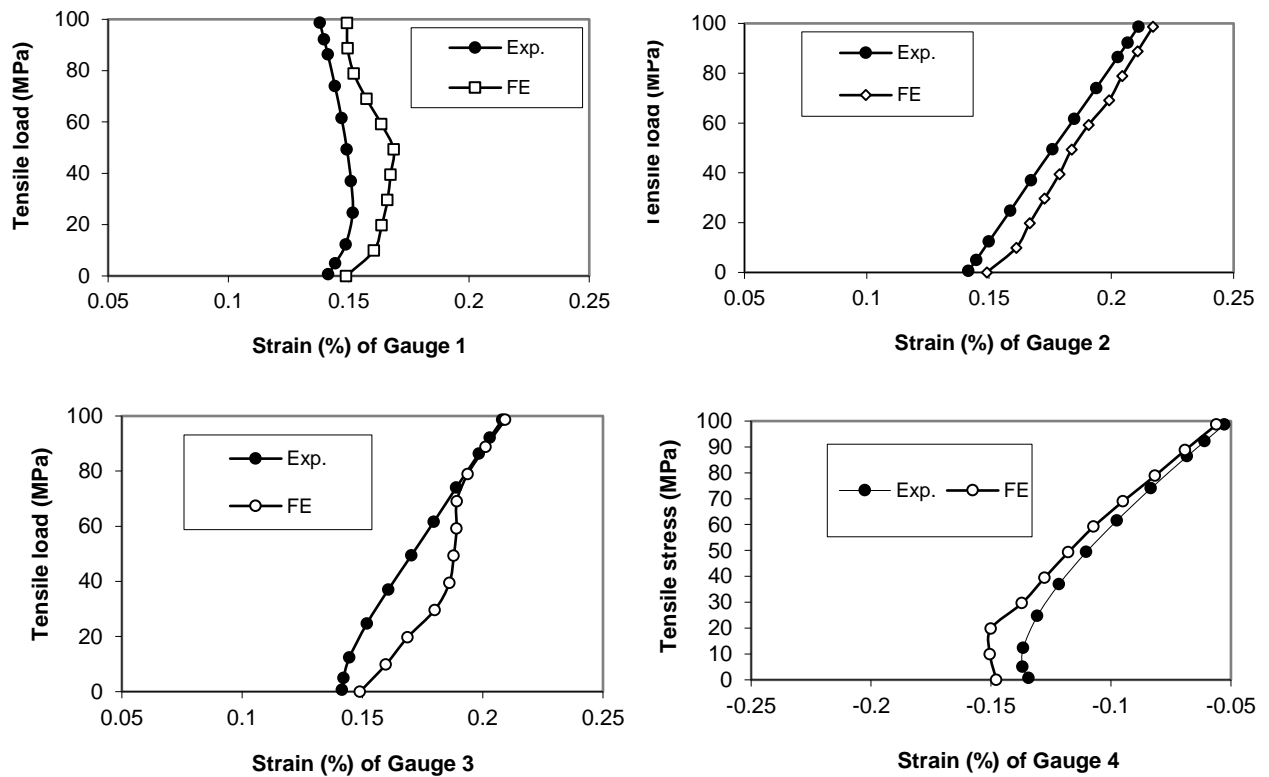 Tensile load (MPa)
100
80
60
40
20
0
0.05 0.1 0.15 0.2 0.25
Exp.
FE
Strain (%) of Gauge 1
Tensile load (MPa)
100
80
60
40
20
0
0.05 0.1 0.15 0.2 0.25
Exp.
FE
Strain (%) of Gauge 2
Tensile load (MPa)
100
80
60
40
20
0
0.05 0.1 0.15 0.2 0.25
Exp.
FE
Strain (%) of Gauge 3
Tensile stress (MPa)
100
90
80
70
60
50
40
30
20
10
0
-0.25 -0.2 -0.15 -0.1 -0.05
Exp. FE
Strain (%) of Gauge 4